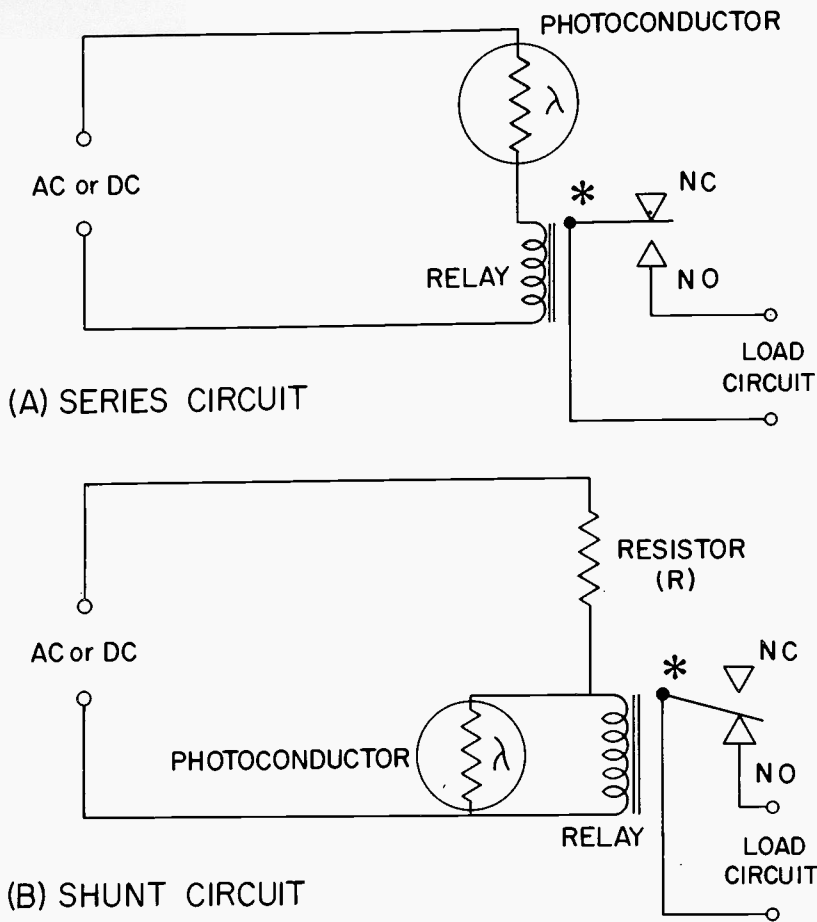 PHOTOCONDUCTOR
λ
AC or DC
*
NC
RELAY
NO
LOAD
CIRCUIT
(A) SERIES CIRCUIT
RESISTOR
(R)
AC or DC
*
NC
PHOTOCONDUCTOR
λ
NO
RELAY
LOAD
CIRCUIT
(B) SHUNT CIRCUIT